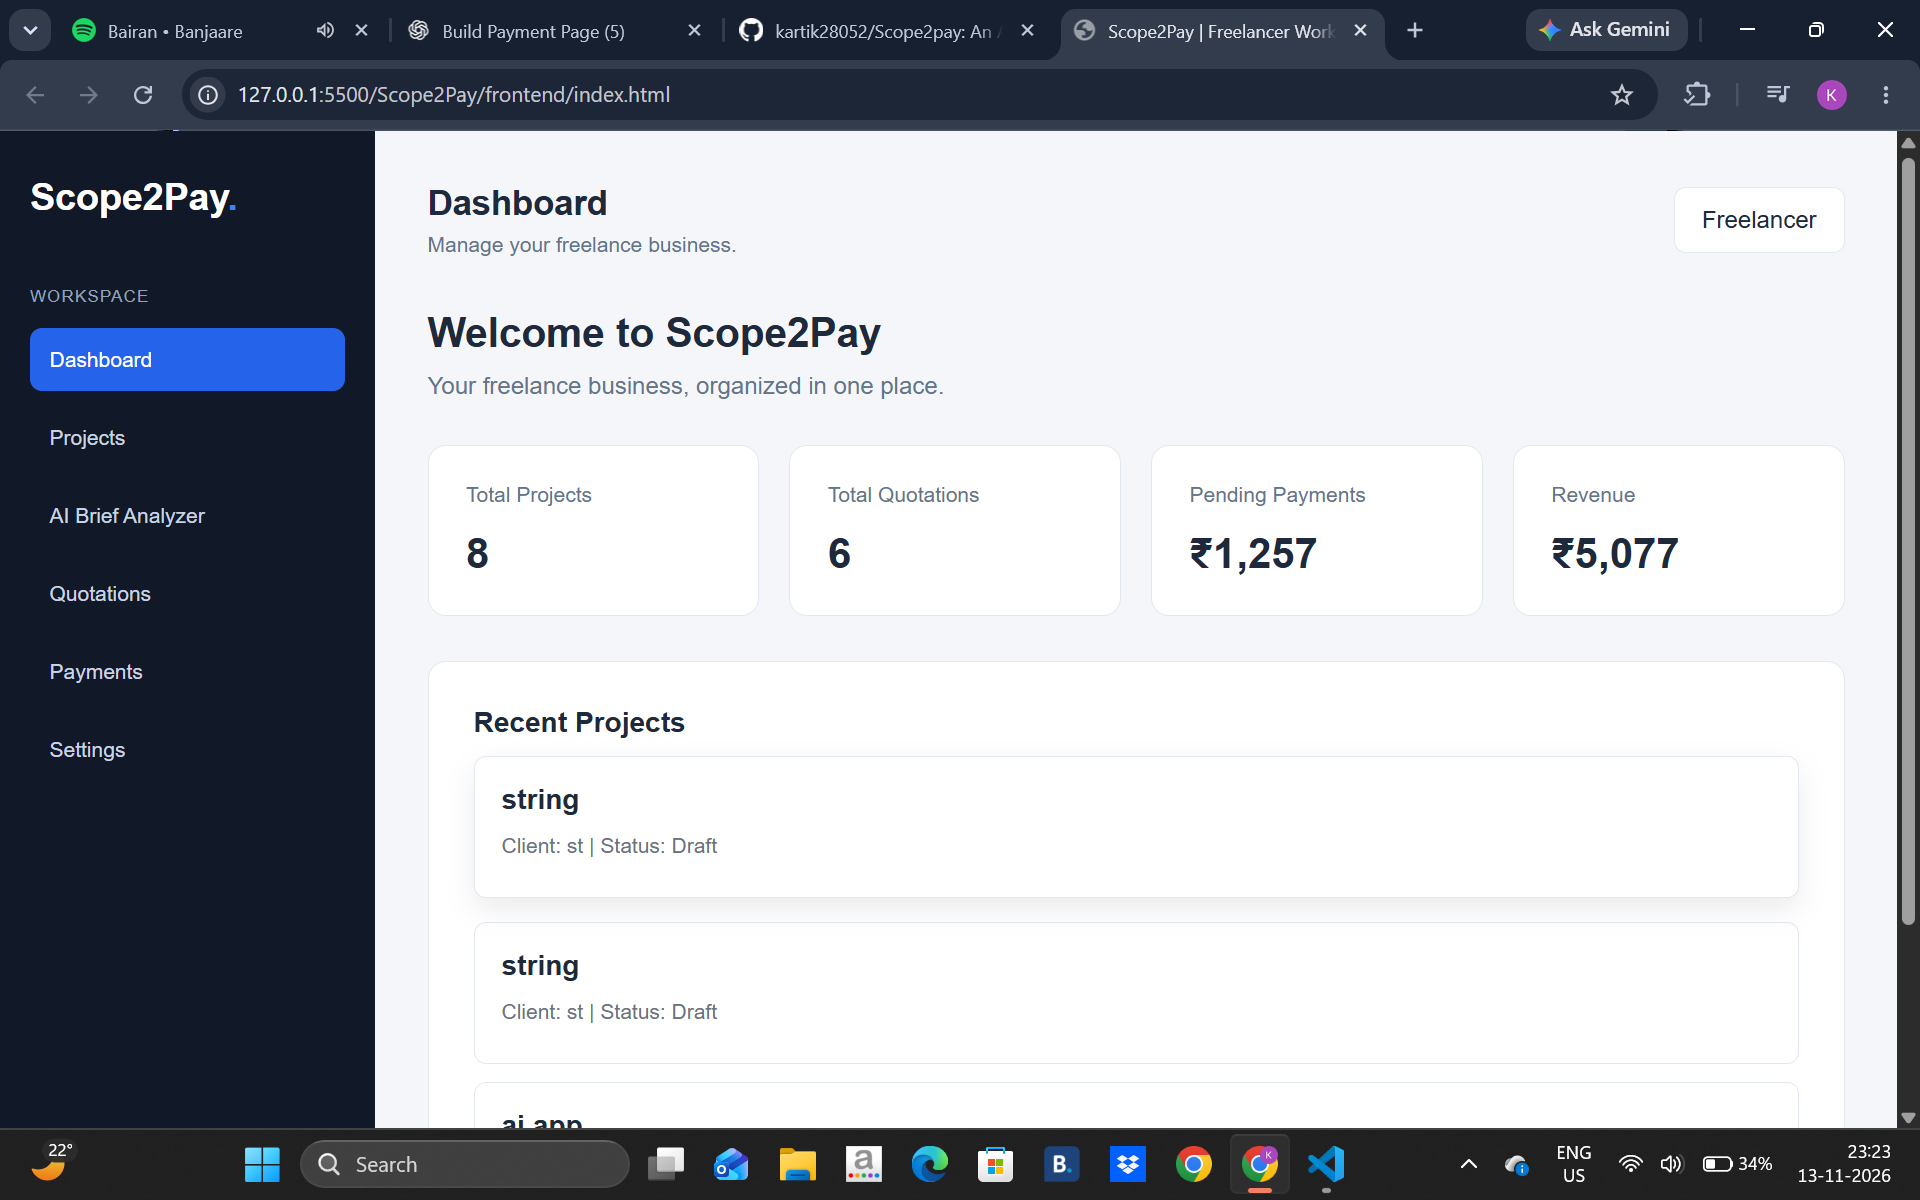 Bairan • Banjaare
Build Payment Page (5)
kartik28052/Scope2pay: An
Scope2Pay | Freelancer Work
Ask Gemini
127.0.0.1:5500/Scope2Pay/frontend/index.html
K
Scope2Pay.
WORKSPACE
Dashboard
Projects
AI Brief Analyzer
Quotations
Payments
Settings
Dashboard
Manage your freelance business.
Freelancer
Welcome to Scope2Pay
Your freelance business, organized in one place.
Total Projects
8
Total Quotations
6
Pending Payments
₹1,257
Revenue
₹5,077
Recent Projects
string
Client: st | Status: Draft
string
Client: st | Status: Draft
ai app
22°
Search
ENG
US
34%
23:23
13-11-2026